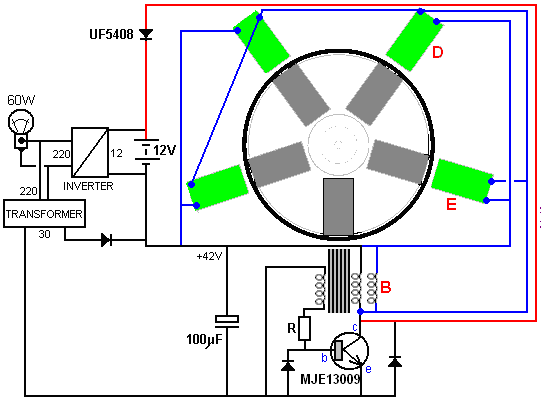 UF5408
D
60W
220
12
12V
INVERTER
220
TRANSFORMER
E
30
+42V
B
100µF
R
c
b
MJE13009
e